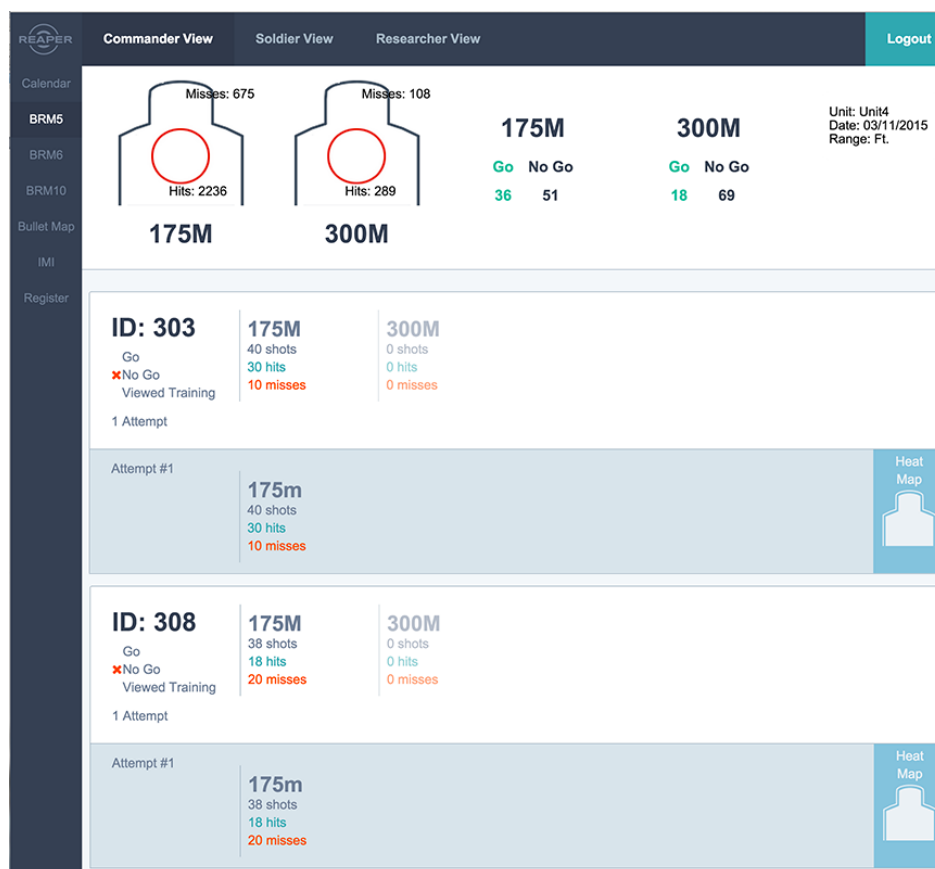 REAPER
Commander View
Soldier View
Researcher View
Logout
Calendar
BRM5
BRM6
BRM10
Bullet Map
IMI
Register
Misses: 675
Hits: 2236
175M
Misses: 108
Hits: 289
300M
175M
Go No Go
36 51
300M
Go No Go
18 69
Unit: Unit4
Date: 03/11/2015
Range: Ft.
ID: 303
Go
No Go
Viewed Training
1 Attempt
175M
40 shots
30 hits
10 misses
300M
0 shots
0 hits
0 misses
Attempt #1
175m
40 shots
30 hits
10 misses
Heat
Map
ID: 308
Go
No Go
Viewed Training
1 Attempt
175M
38 shots
18 hits
20 misses
300M
0 shots
0 hits
0 misses
Attempt #1
175m
38 shots
18 hits
20 misses
Heat
Map